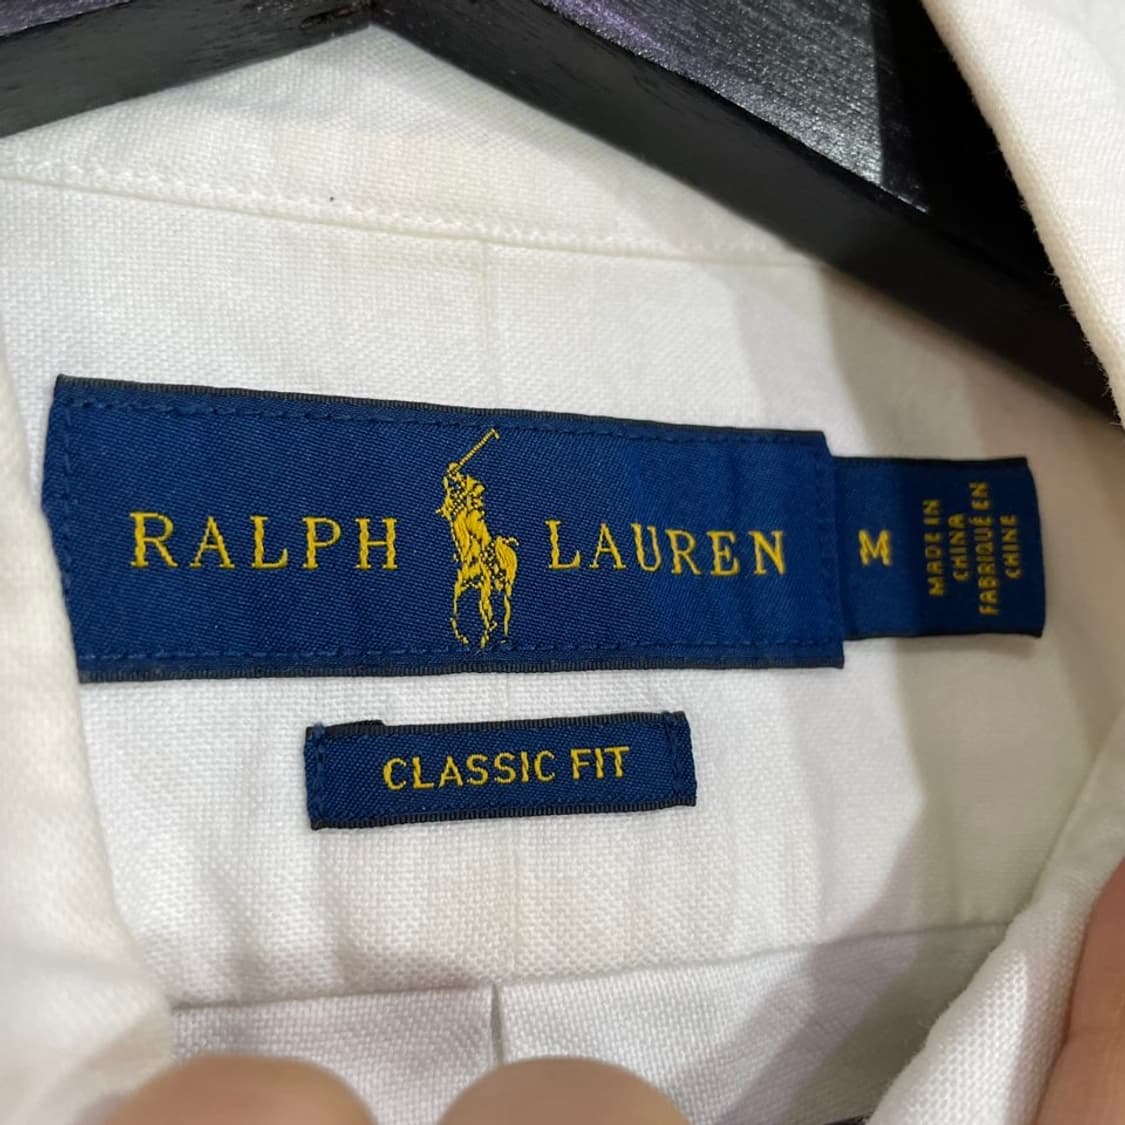 RALPH LAUREN
M
MADE IN
CHINA
FABRIQUÉ EN
CHINE
CLASSIC FIT